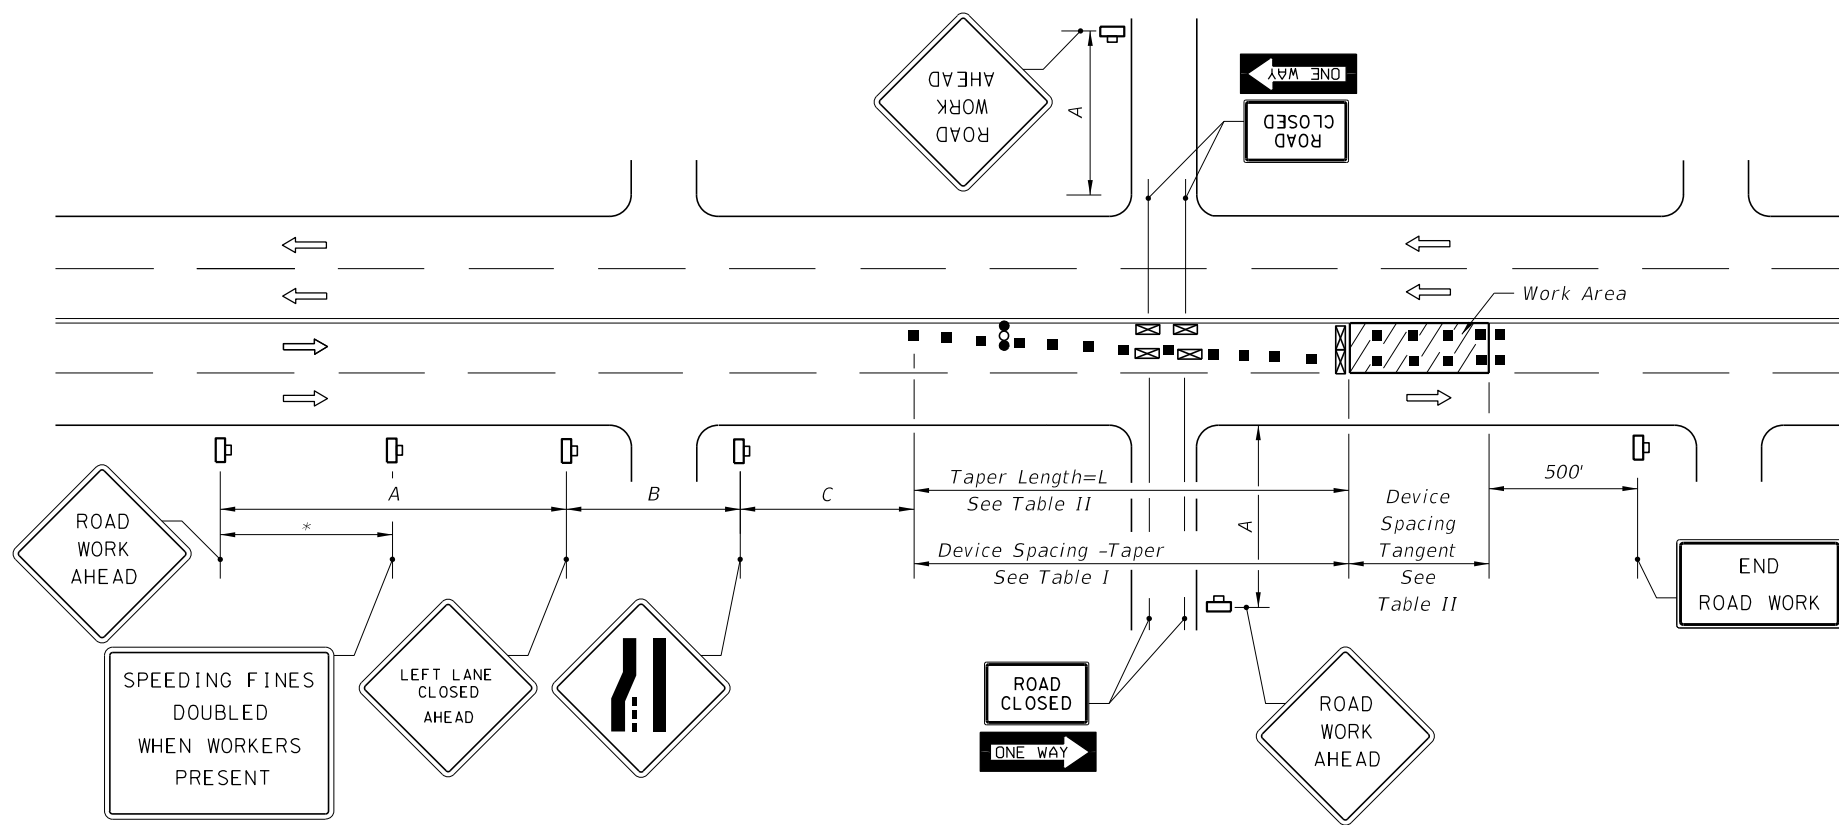 ROAD
WORK
AHEAD
A
ONE WAY
ROAD
CLOSED
Work Area
A
B
C
*
Taper Length=L
See Table II
Device Spacing -Taper
See Table I
A
Device
Spacing
Tangent
See
Table II
500'
ROAD
WORK
AHEAD
SPEEDING FINES
DOUBLED
WHEN WORKERS
PRESENT
LEFT LANE
CLOSED
AHEAD
ROAD
CLOSED
ONE WAY
ROAD
WORK
AHEAD
END
ROAD WORK